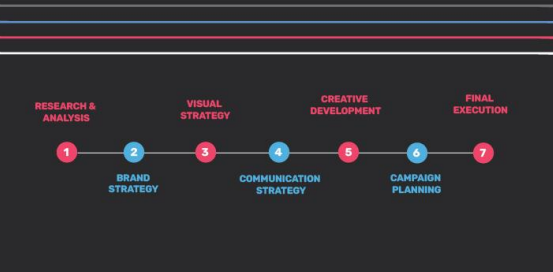 RESEARCH &
ANALYSIS
VISUAL
STRATEGY
CREATIVE
DEVELOPMENT
FINAL
EXECUTION
1
2
3
4
5
6
7
BRAND
STRATEGY
COMMUNICATION
STRATEGY
CAMPAIGN
PLANNING